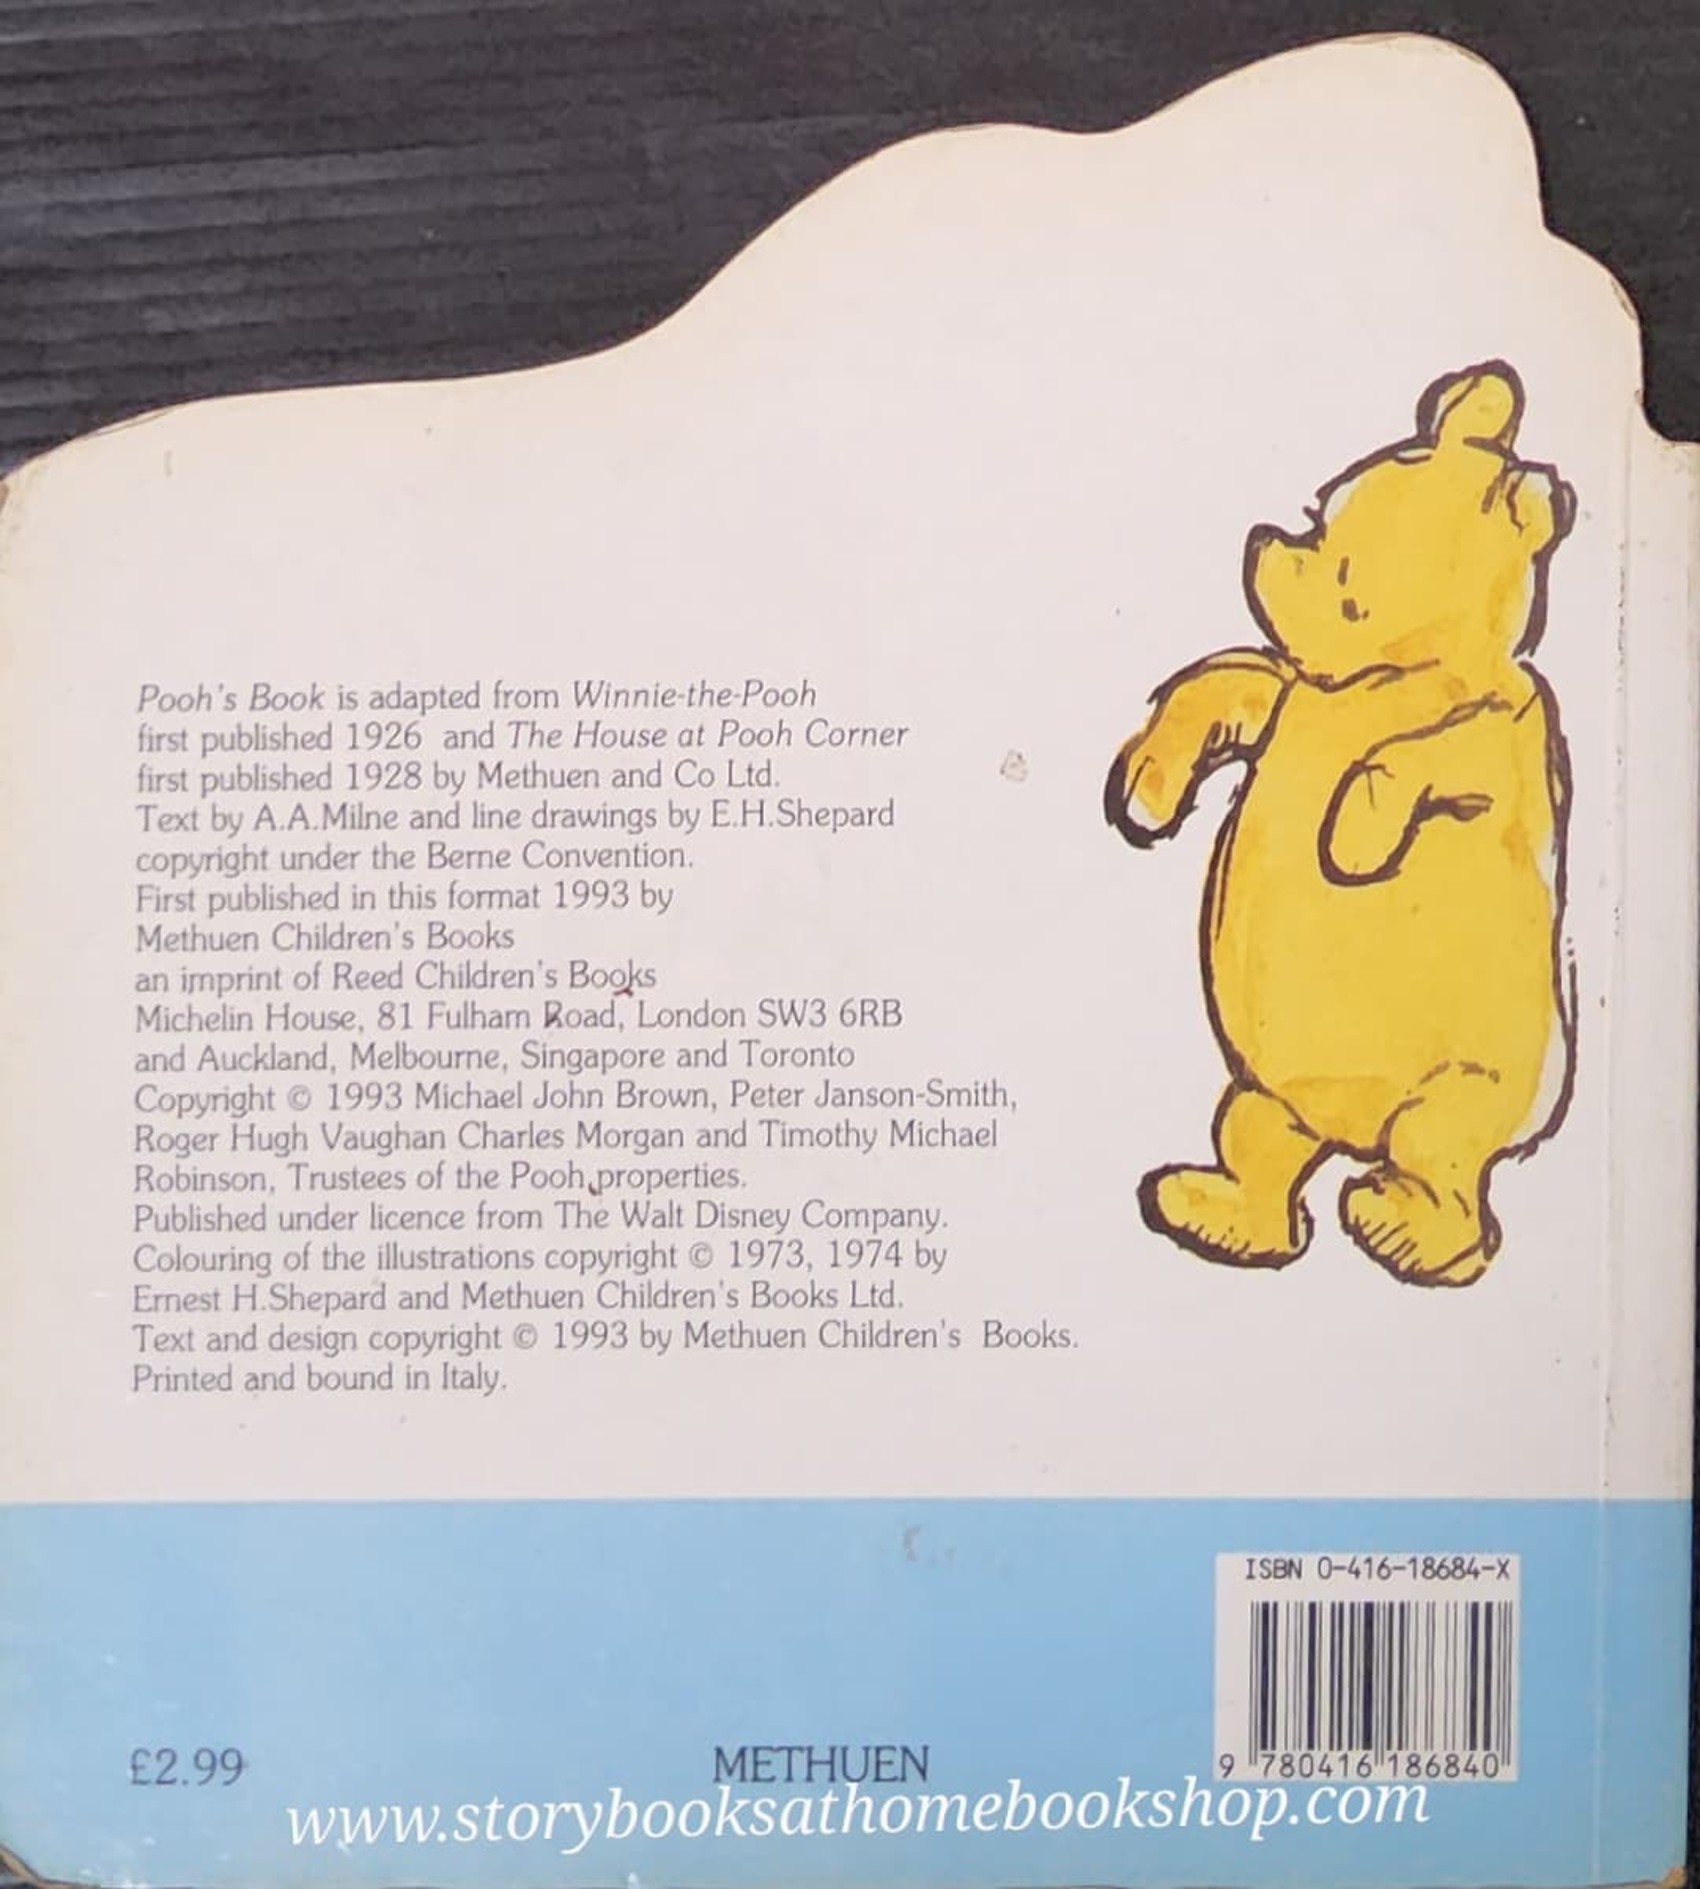 Pooh's Book is adapted from Winnie-the-Pooh
first published 1926 and The House at Pooh Corner
first published 1928 by Methuen and Co Ltd.
Text by A.A.Milne and line drawings by E.H.Shepard
copyright under the Berne Convention.
First published in this format 1993 by
Methuen Children's Books
an imprint of Reed Children's Books
Michelin House, 81 Fulham Road, London SW3 6RB
and Auckland, Melbourne, Singapore and Toronto
Copyright © 1993 Michael John Brown, Peter Janson-Smith,
Roger Hugh Vaughan Charles Morgan and Timothy Michael
Robinson, Trustees of the Pooh properties.
Published under licence from The Walt Disney Company.
Colouring of the illustrations copyright © 1973, 1974 by
Ernest H.Shepard and Methuen Children's Books Ltd.
Text and design copyright © 1993 by Methuen Children's Books.
Printed and bound in Italy.
ISBN 0-416-18684-X
9 780416 186840
£2.99
METHUEN
www.storybooksathomebookshop.com